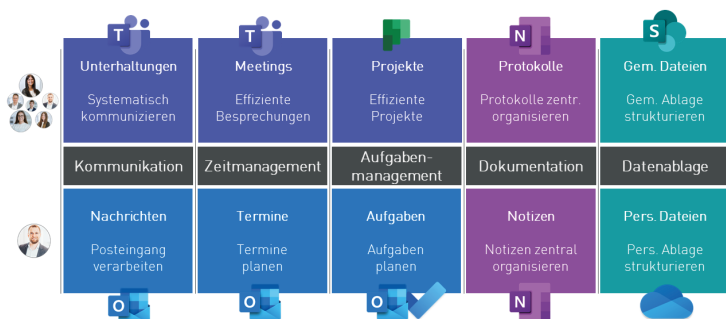 T
T
N
S
Unterhaltungen
Systematisch
kommunizieren
Meetings
Effiziente
Besprechungen
Projekte
Effiziente
Projekte
Protokolle
Protokolle zentr.
organisieren
Gem. Dateien
Gem. Ablage
strukturieren
Kommunikation
Zeitmanagement
Aufgaben-
management
Dokumentation
Datenablage
Nachrichten
Posteingang
verarbeiten
Termine
Termine
planen
Aufgaben
Aufgaben
planen
Notizen
Notizen zentral
organisieren
Pers. Dateien
Pers. Ablage
strukturieren
O
O
O
N